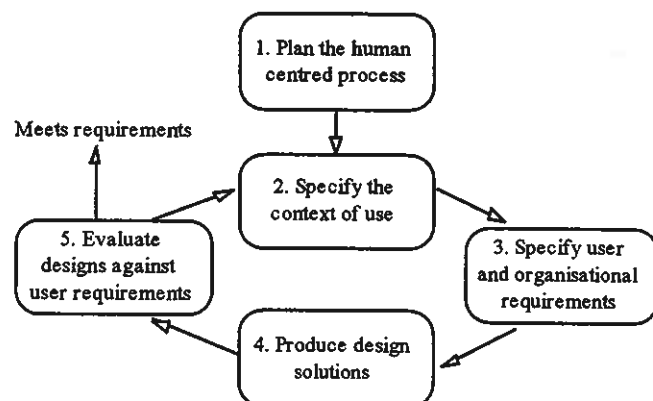 1. Plan the human
centred process
Meets requirements
2. Specify the
context of use
3. Specify user
and organisational
requirements
4. Produce design
solutions
5. Evaluate
designs against
user requirements